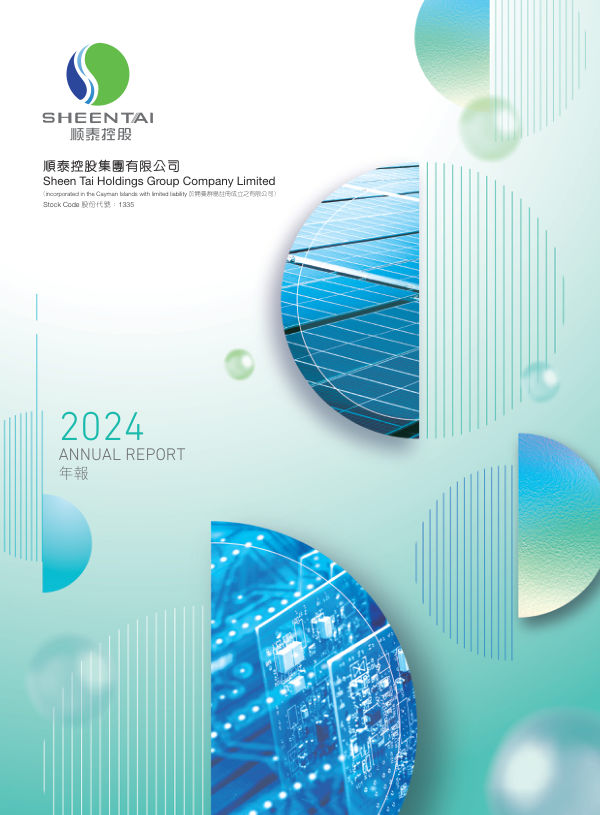 SHEENTAI
順泰控股
順泰控股集團有限公司
Sheen Tai Holdings Group Company Limited
(incorporated in the Cayman Islands with limited liability 於開曼群島註冊成立之有限公司)
Stock Code 股份代號：1335
2024
ANNUAL REPORT
年報